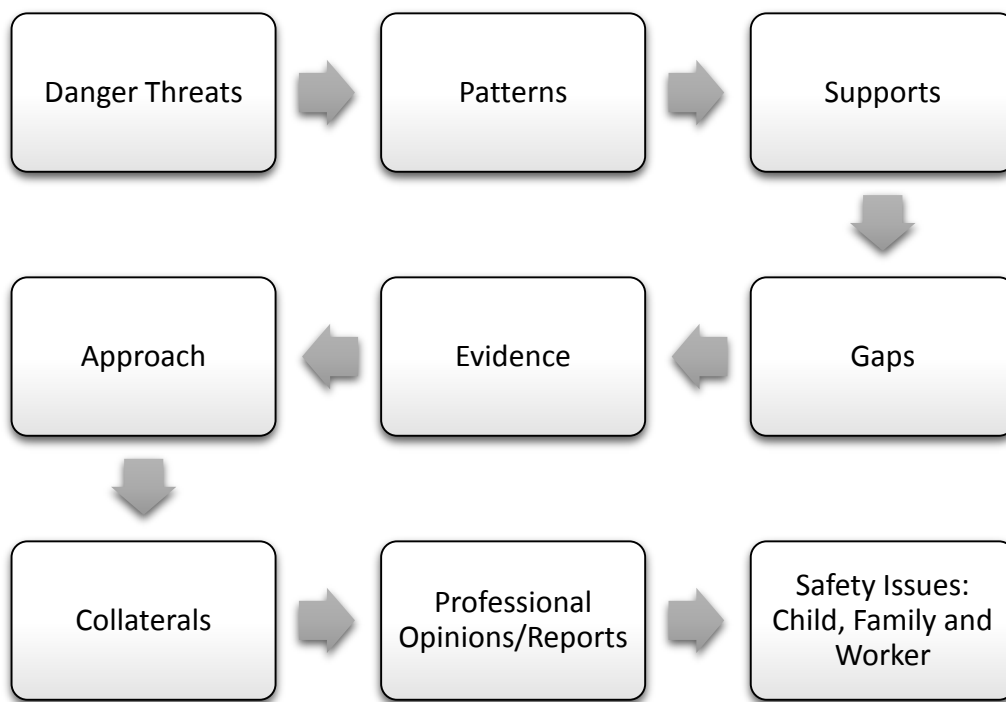 Danger Threats
Patterns
Supports
Gaps
Evidence
Approach
Collaterals
Professional
Opinions/Reports
Safety Issues:
Child, Family and
Worker